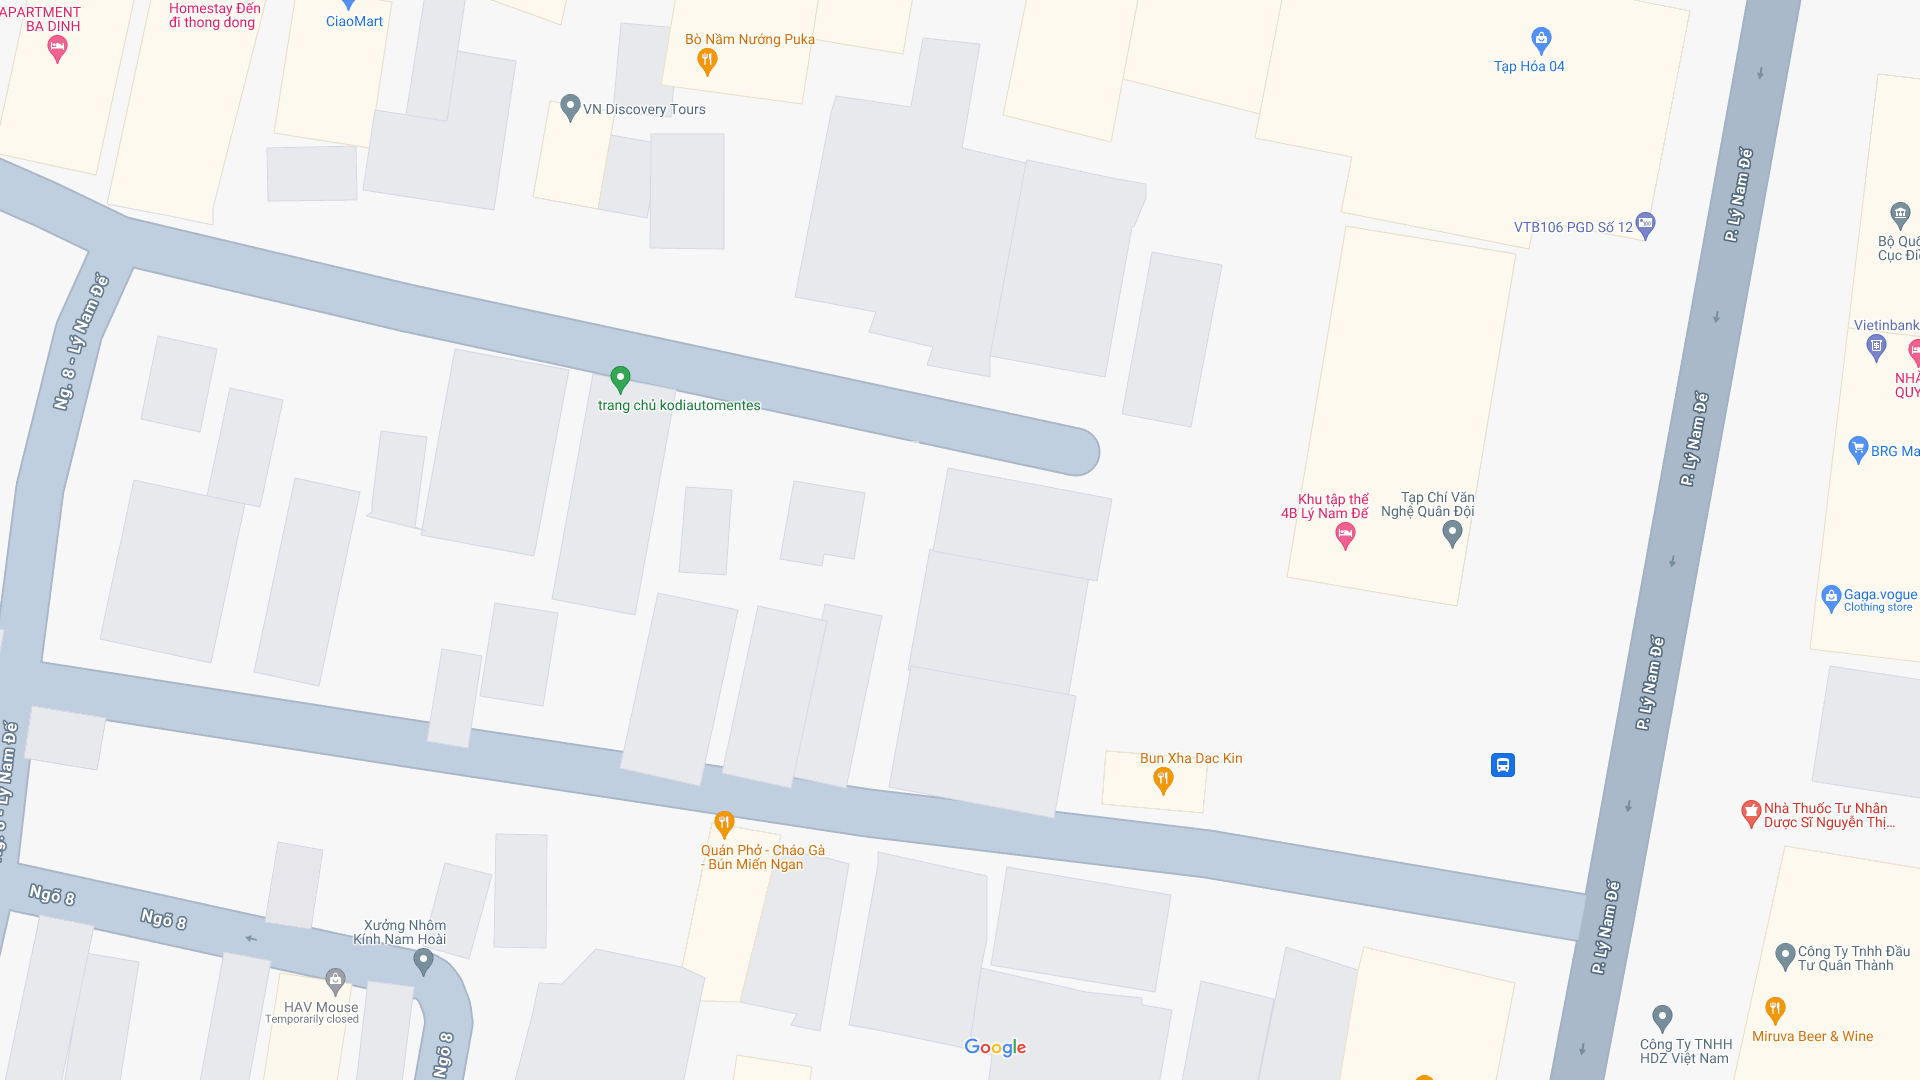 APARTMENT
BA DINH
Homestay Đến
đi thong dong
CiaoMart
Bò Nầm Nướng Puka
VN Discovery Tours
Tạp Hóa 04
P. Lý Nam Đế
VTB106 PGD Số 12
Bộ Quố
Cục Điề
Ng. 8 - Lý Nam Đế
Vietinbank
NHÀ
QUY
trang chủ kodiautomentes
P. Lý Nam Đế
BRG Ma
Khu tập thể
4B Lý Nam Đế
Tạp Chí Văn
Nghệ Quân Đội
Gaga.vogue
Clothing store
P. Lý Nam Đế
Ng. 8 - Lý Nam Đế
Bun Xha Dac Kin
Nhà Thuốc Tư Nhân
Dược Sĩ Nguyễn Thị...
Quán Phở - Cháo Gà
- Bún Miến Ngan
Ngõ 8
Ngõ 8
Xưởng Nhôm
Kính Nam Hoài
P. Lý Nam Đế
Công Ty Tnhh Đầu
Tư Quân Thành
HAV Mouse
Temporarily closed
Ngõ 8
Google
Công Ty TNHH
HDZ Việt Nam
Miruva Beer & Wine